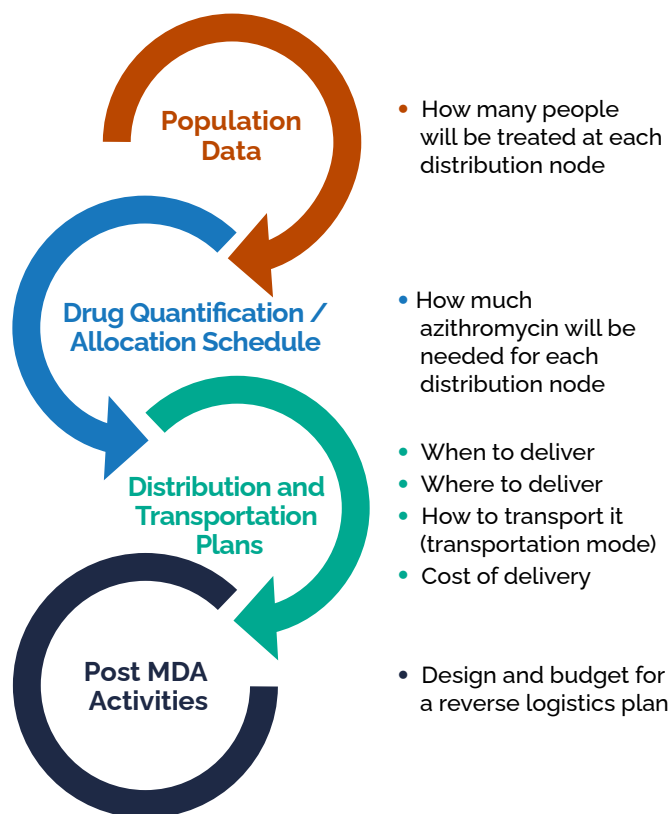 Population
Data
• How many people
will be treated at each
distribution node
Drug Quantification /
Allocation Schedule
• How much
azithromycin will be
needed for each
distribution node
Distribution and
Transportation
Plans
• When to deliver
• Where to deliver
• How to transport it
(transportation mode)
• Cost of delivery
Post MDA
Activities
• Design and budget for
a reverse logistics plan